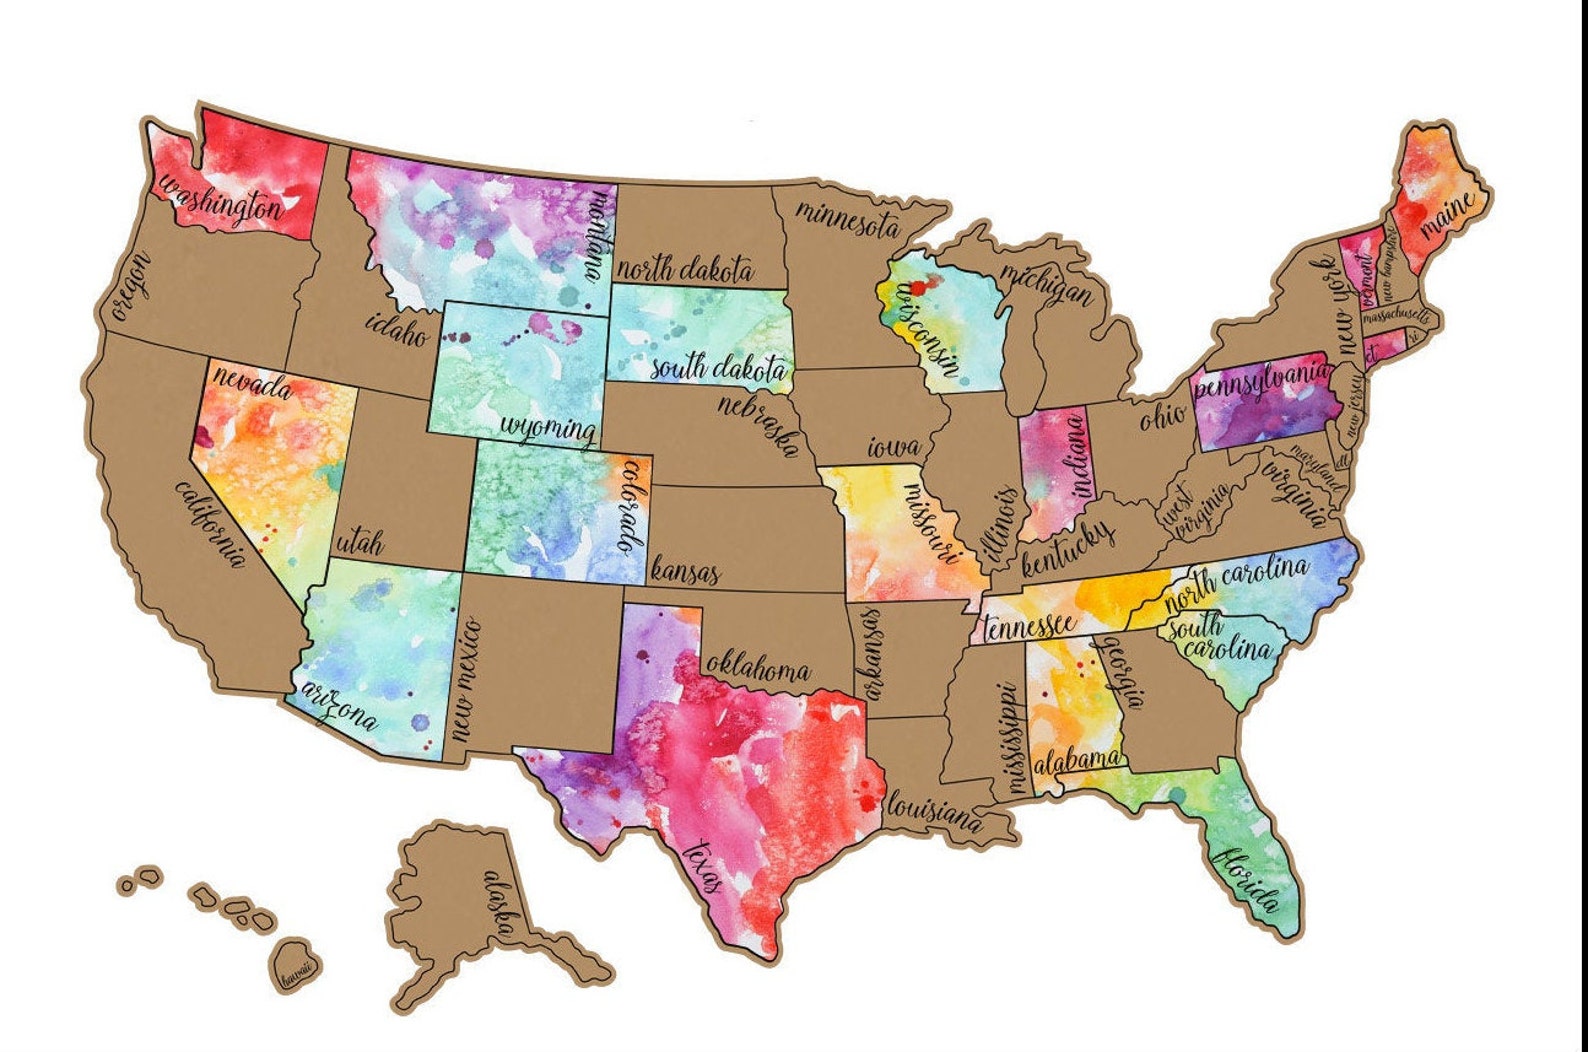 washington
montana
north dakota
minnesota
michigan
maine
vermont
new hampshire
massachusetts
ri
ct
new york
oregon
idaho
wyoming
south dakota
wisconsin
nebraska
iowa
nevada
california
utah
colorado
kansas
missouri
illinois
indiana
ohio
pennsylvania
new jersey
maryland
west
virginia
virginia
kentucky
arizona
new mexico
oklahoma
texas
arkansas
louisiana
mississippi
tennessee
north carolina
south
carolina
alabama
georgia
florida
alaska
hawaii